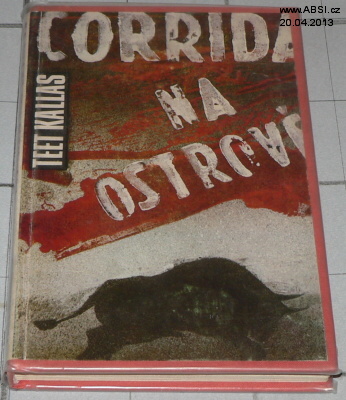 www.ABSI.cz
20.04.2013
CORRIDA
NA
OSTROVĚ
TEET KALLAS